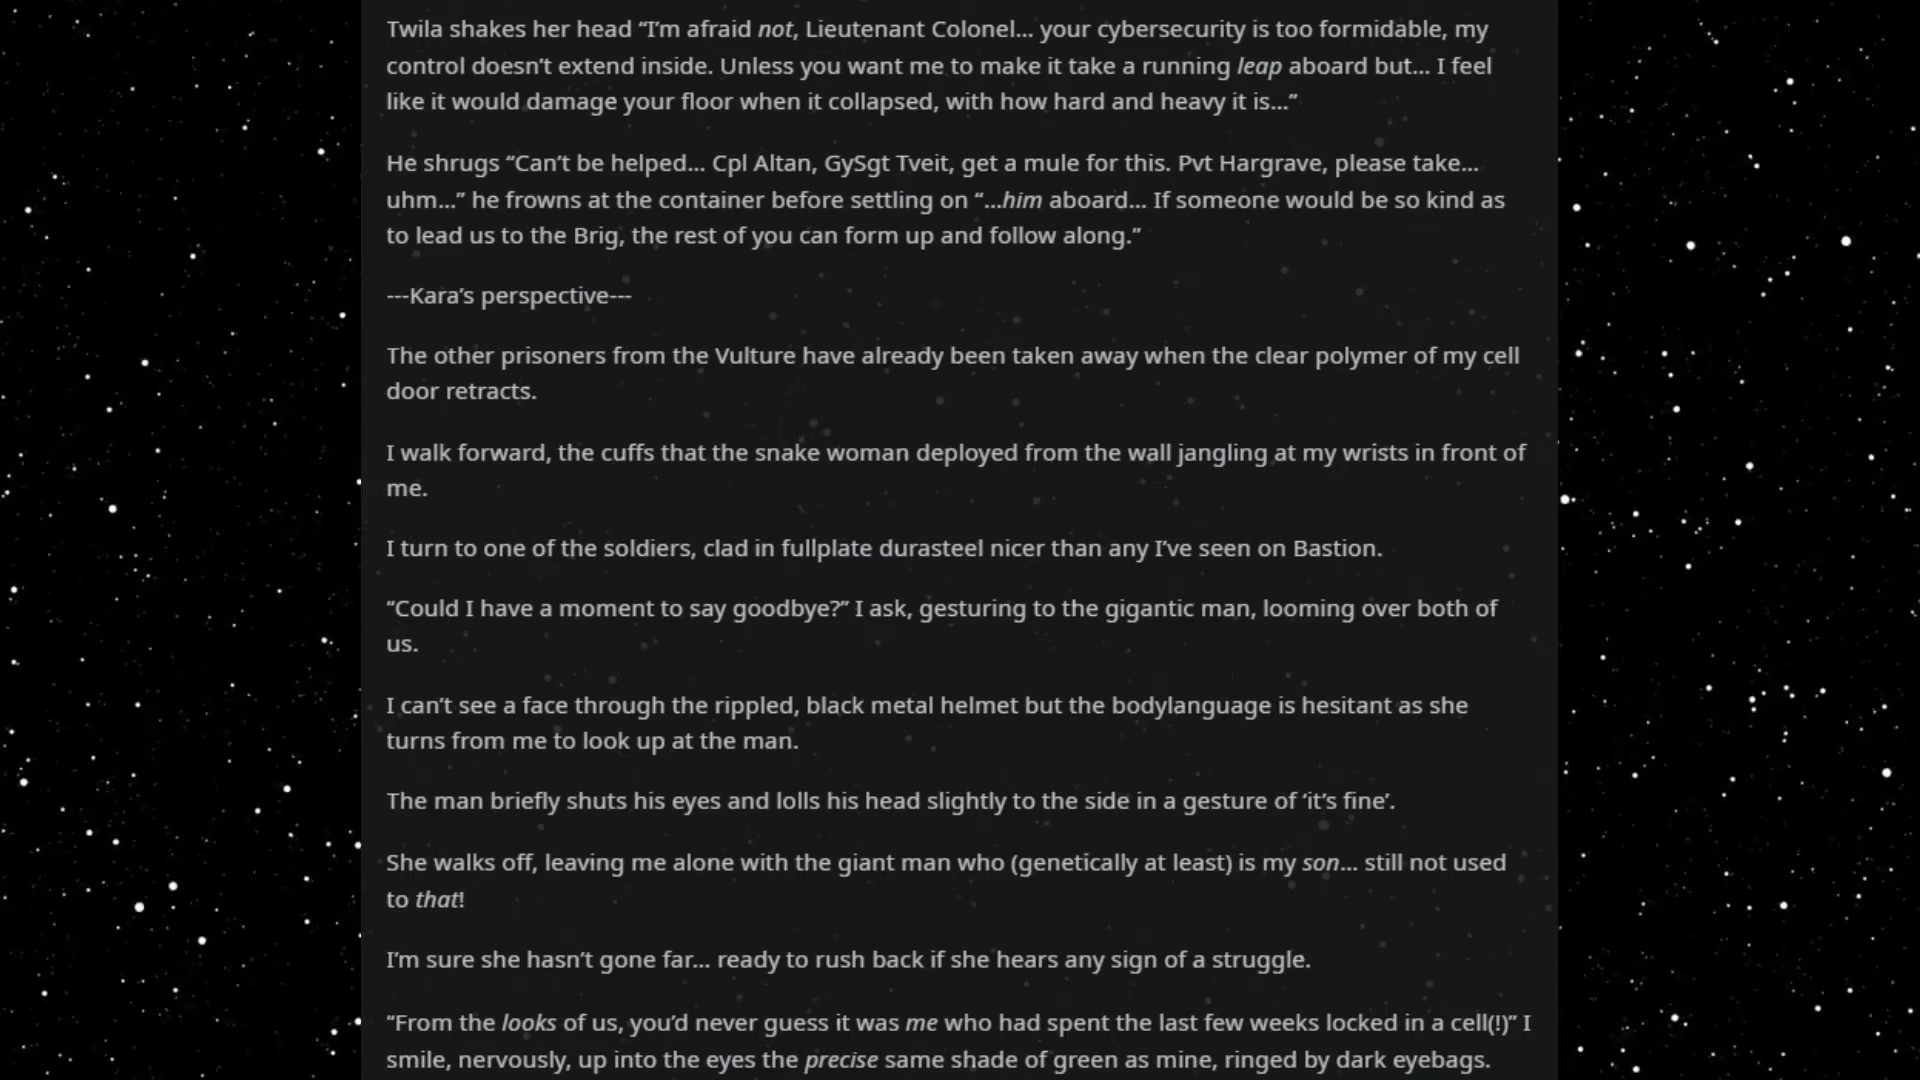 Twila shakes her head “I’m afraid not, Lieutenant Colonel… your cybersecurity is too formidable, my
control doesn’t extend inside. Unless you want me to make it take a running leap aboard but… I feel
like it would damage your floor when it collapsed, with how hard and heavy it is…”
He shrugs “Can’t be helped… Cpl Altan, GySgt Tveit, get a mule for this. Pvt Hargrave, please take…
uhm…” he frowns at the container before settling on “…him aboard… If someone would be so kind as
to lead us to the Brig, the rest of you can form up and follow along.”
---Kara’s perspective---
The other prisoners from the Vulture have already been taken away when the clear polymer of my cell
door retracts.
I walk forward, the cuffs that the snake woman deployed from the wall jangling at my wrists in front of
me.
I turn to one of the soldiers, clad in fullplate durasteel nicer than any I’ve seen on Bastion.
“Could I have a moment to say goodbye?” I ask, gesturing to the gigantic man, looming over both of
us.
I can’t see a face through the rippled, black metal helmet but the bodylanguage is hesitant as she
turns from me to look up at the man.
The man briefly shuts his eyes and lolls his head slightly to the side in a gesture of ‘it’s fine’.
She walks off, leaving me alone with the giant man who (genetically at least) is my son… still not used
to that!
I’m sure she hasn’t gone far… ready to rush back if she hears any sign of a struggle.
“From the looks of us, you’d never guess it was me who had spent the last few weeks locked in a cell(!)” I
smile, nervously, up into the eyes the precise same shade of green as mine, ringed by dark eyebags.